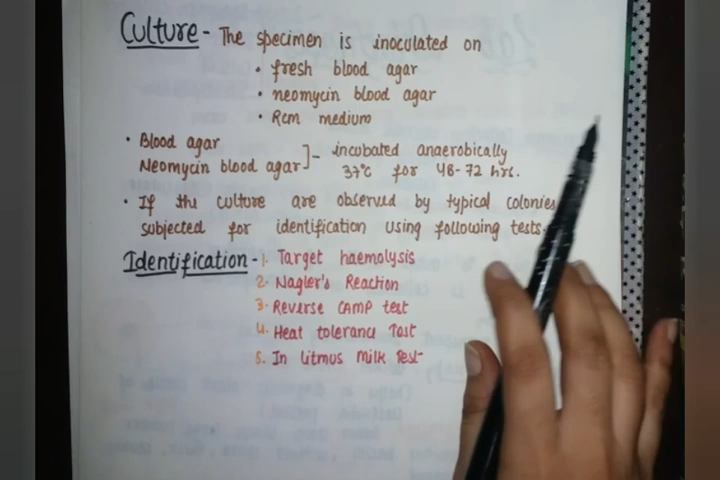 Culture - The specimen is inoculated on
• fresh blood agar
• neomycin blood agar
• Rcm medium
• Blood agar
Neomycin blood agar ]- incubated anaerobically
37°C for 48-72 hrs.
• If the culture are observed by typical colonies
subjected for identification using following tests.
Identification - 1. Target haemolysis
2. Nagler's Reaction
3. Reverse CAMP test
4. Heat tolerance Test
5. In litmus Milk Test